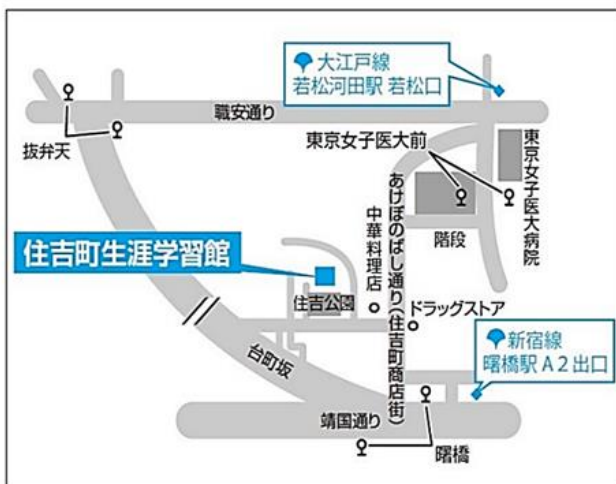 大江戸線
若松河田駅 若松口
職安通り
抜弁天
東京女子医大前
東京女子医大病院
あけぼのばし通り(住吉町商店街)
中華料理店
階段
住吉町生涯学習館
住吉公園
ドラッグストア
新宿線
曙橋駅 A2出口
台町坂
靖国通り
曙橋